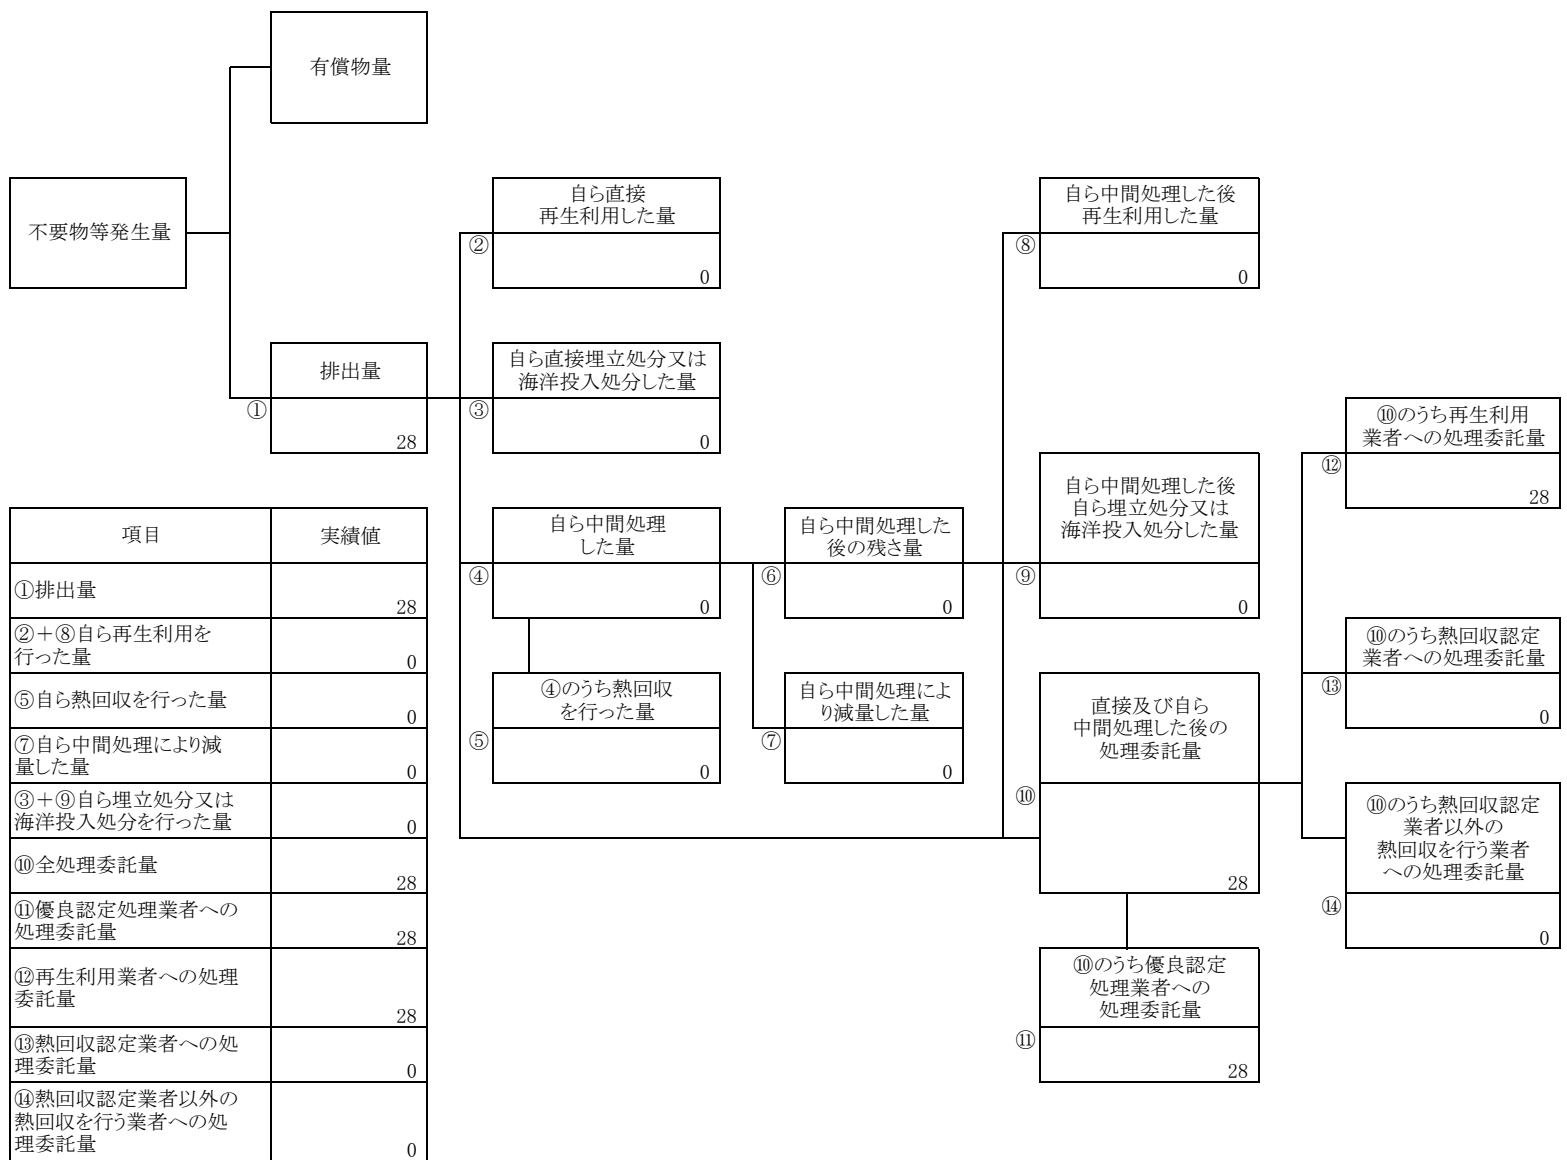 有償物量
不要物等発生量
排出量
①
28
自ら直接
再生利用した量
②
0
自ら直接埋立処分又は
海洋投入処分した量
③
0
自ら中間処理
した量
④
0
④のうち熱回収
を行った量
⑤
0
自ら中間処理した
後の残さ量
⑥
0
自ら中間処理によ
り減量した量
⑦
0
自ら中間処理した後
再生利用した量
⑧
0
自ら中間処理した後
自ら埋立処分又は
海洋投入処分した量
⑨
0
直接及び自ら
中間処理した後の
処理委託量
⑩
28
⑩のうち優良認定
処理業者への
処理委託量
⑪
28
⑩のうち再生利用
業者への処理委託量
⑫
28
⑩のうち熱回収認定
業者への処理委託量
⑬
0
⑩のうち熱回収認定
業者以外の
熱回収を行う業者
への処理委託量
⑭
0
項目 実績値
①排出量
28
②＋⑧自ら再生利用を
行った量
0
⑤自ら熱回収を行った量
0
⑦自ら中間処理により減
量した量
0
③＋⑨自ら埋立処分又は
海洋投入処分を行った量
0
⑩全処理委託量
28
⑪優良認定処理業者への
処理委託量
28
⑫再生利用業者への処理
委託量
28
⑬熱回収認定業者への処
理委託量
0
⑭熱回収認定業者以外の
熱回収を行う業者への処
理委託量
0